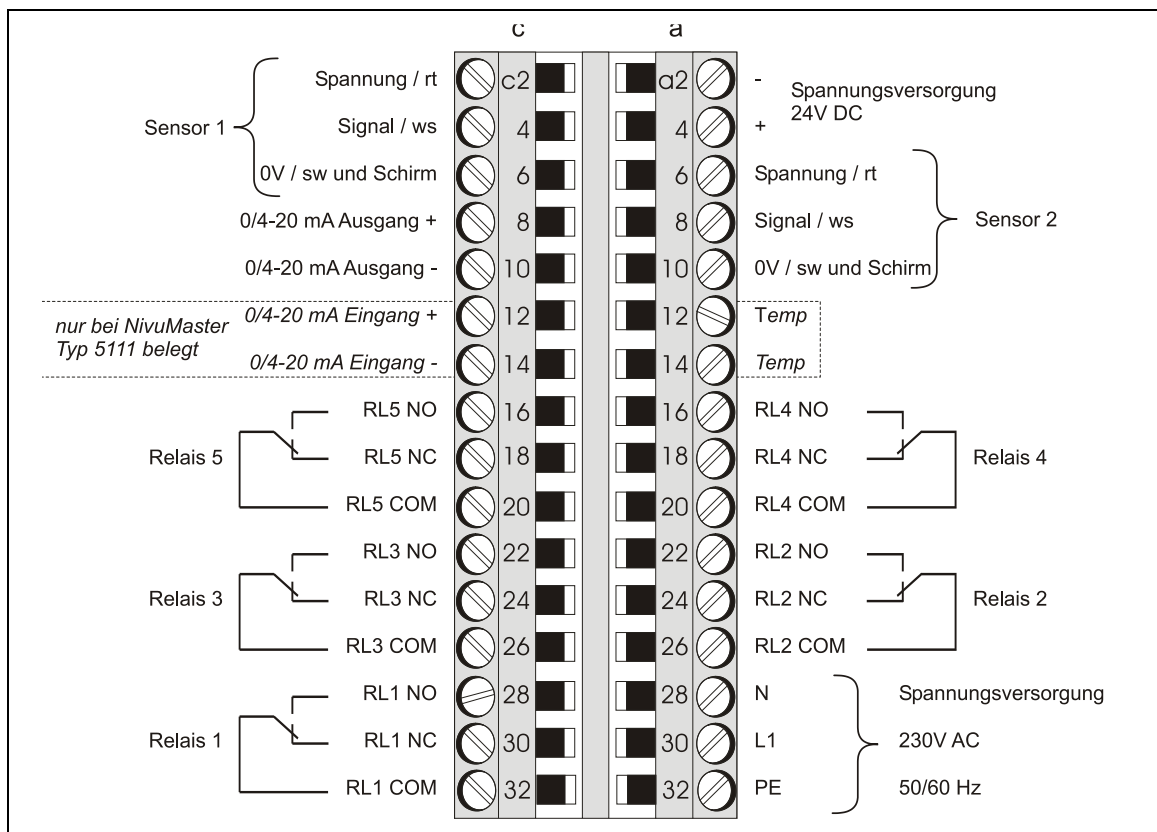 c a
Spannung / rt c2 a2 - Spannungsversorgung
24V DC
Sensor 1 Signal / ws 4 4 +
0V / sw und Schirm 6 6 Spannung / rt
0/4-20 mA Ausgang + 8 8 Signal / ws Sensor 2
0/4-20 mA Ausgang - 10 10 0V / sw und Schirm
nur bei NivuMaster 0/4-20 mA Eingang + 12 12 Temp
Typ 5111 belegt 0/4-20 mA Eingang - 14 14 Temp
RL5 NO 16 16 RL4 NO
Relais 5 RL5 NC 18 18 RL4 NC Relais 4
RL5 COM 20 20 RL4 COM
RL3 NO 22 22 RL2 NO
Relais 3 RL3 NC 24 24 RL2 NC Relais 2
RL3 COM 26 26 RL2 COM
RL1 NO 28 28 N Spannungsversorgung
Relais 1 RL1 NC 30 30 L1 230V AC
RL1 COM 32 32 PE 50/60 Hz